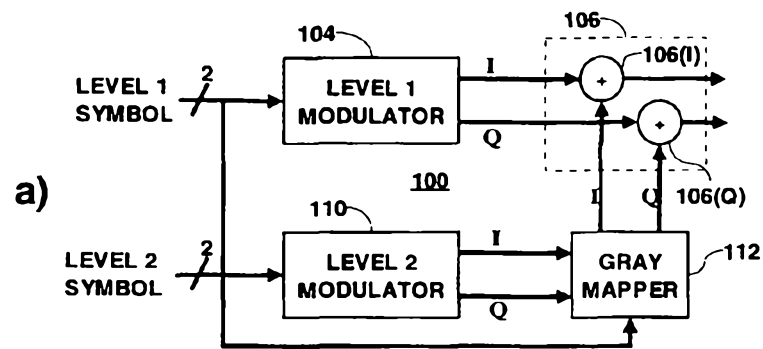 104
106
106(I)
2
LEVEL 1
SYMBOL
LEVEL 1
MODULATOR
I
Q
+
+
106(Q)
a)
100
110
I
Q
2
LEVEL 2
SYMBOL
LEVEL 2
MODULATOR
I
Q
GRAY
MAPPER
112